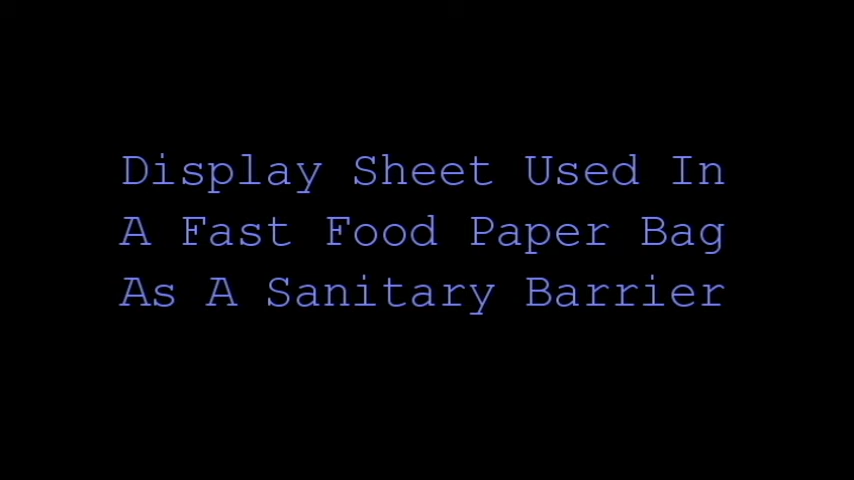 Display Sheet Used In
A Fast Food Paper Bag
As A Sanitary Barrier